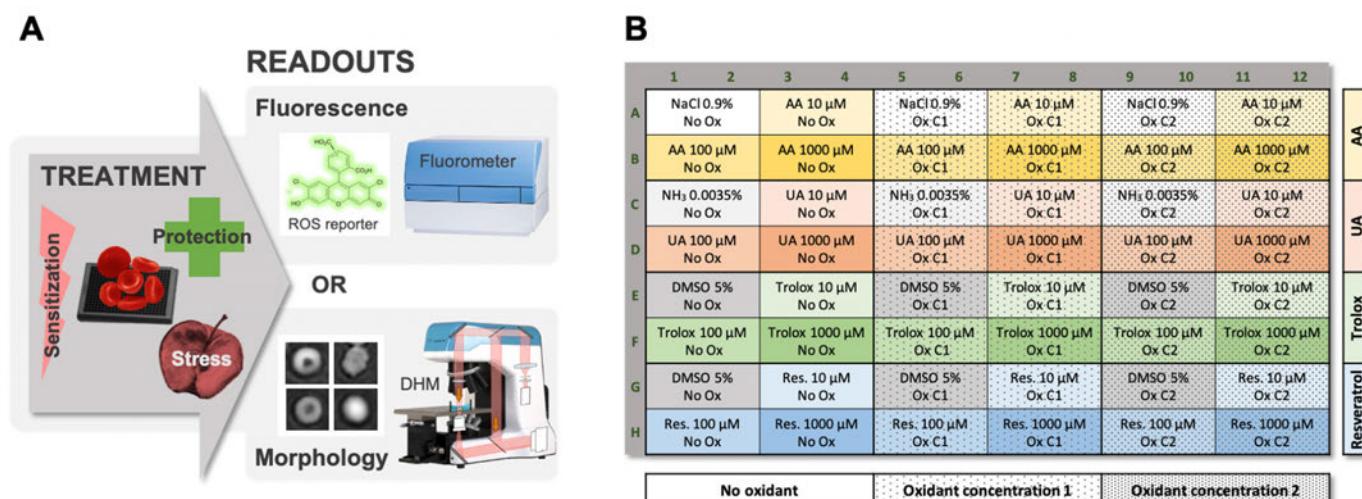 A
READOUTS
Fluorescence
HO₂C
CO₂H
Cl
Cl
HO
O
O
ROS reporter
Fluorometer
TREATMENT
Protection
Sensitization
Stress
OR
DHM
Morphology
B
1 2 3 4 5 6 7 8 9 10 11 12
A
NaCl 0.9% AA 10 µM NaCl 0.9% AA 10 µM NaCl 0.9% AA 10 µM
No Ox No Ox Ox C1 Ox C1 Ox C2 Ox C2
B
AA 100 µM AA 1000 µM AA 100 µM AA 1000 µM AA 100 µM AA 1000 µM
No Ox No Ox Ox C1 Ox C1 Ox C2 Ox C2
C
NH₃ 0.0035% UA 10 µM NH₃ 0.0035% UA 10 µM NH₃ 0.0035% UA 10 µM
No Ox No Ox Ox C1 Ox C1 Ox C2 Ox C2
D
UA 100 µM UA 1000 µM UA 100 µM UA 1000 µM UA 100 µM UA 1000 µM
No Ox No Ox Ox C1 Ox C1 Ox C2 Ox C2
E
DMSO 5% Trolox 10 µM DMSO 5% Trolox 10 µM DMSO 5% Trolox 10 µM
No Ox No Ox Ox C1 Ox C1 Ox C2 Ox C2
F
Trolox 100 µM Trolox 1000 µM Trolox 100 µM Trolox 1000 µM Trolox 100 µM Trolox 1000 µM
No Ox No Ox Ox C1 Ox C1 Ox C2 Ox C2
G
DMSO 5% Res. 10 µM DMSO 5% Res. 10 µM DMSO 5% Res. 10 µM
No Ox No Ox Ox C1 Ox C1 Ox C2 Ox C2
H
Res. 100 µM Res. 1000 µM Res. 100 µM Res. 1000 µM Res. 100 µM Res. 1000 µM
No Ox No Ox Ox C1 Ox C1 Ox C2 Ox C2
AA
UA
Trolox
Resveratrol
No oxidant Oxidant concentration 1 Oxidant concentration 2